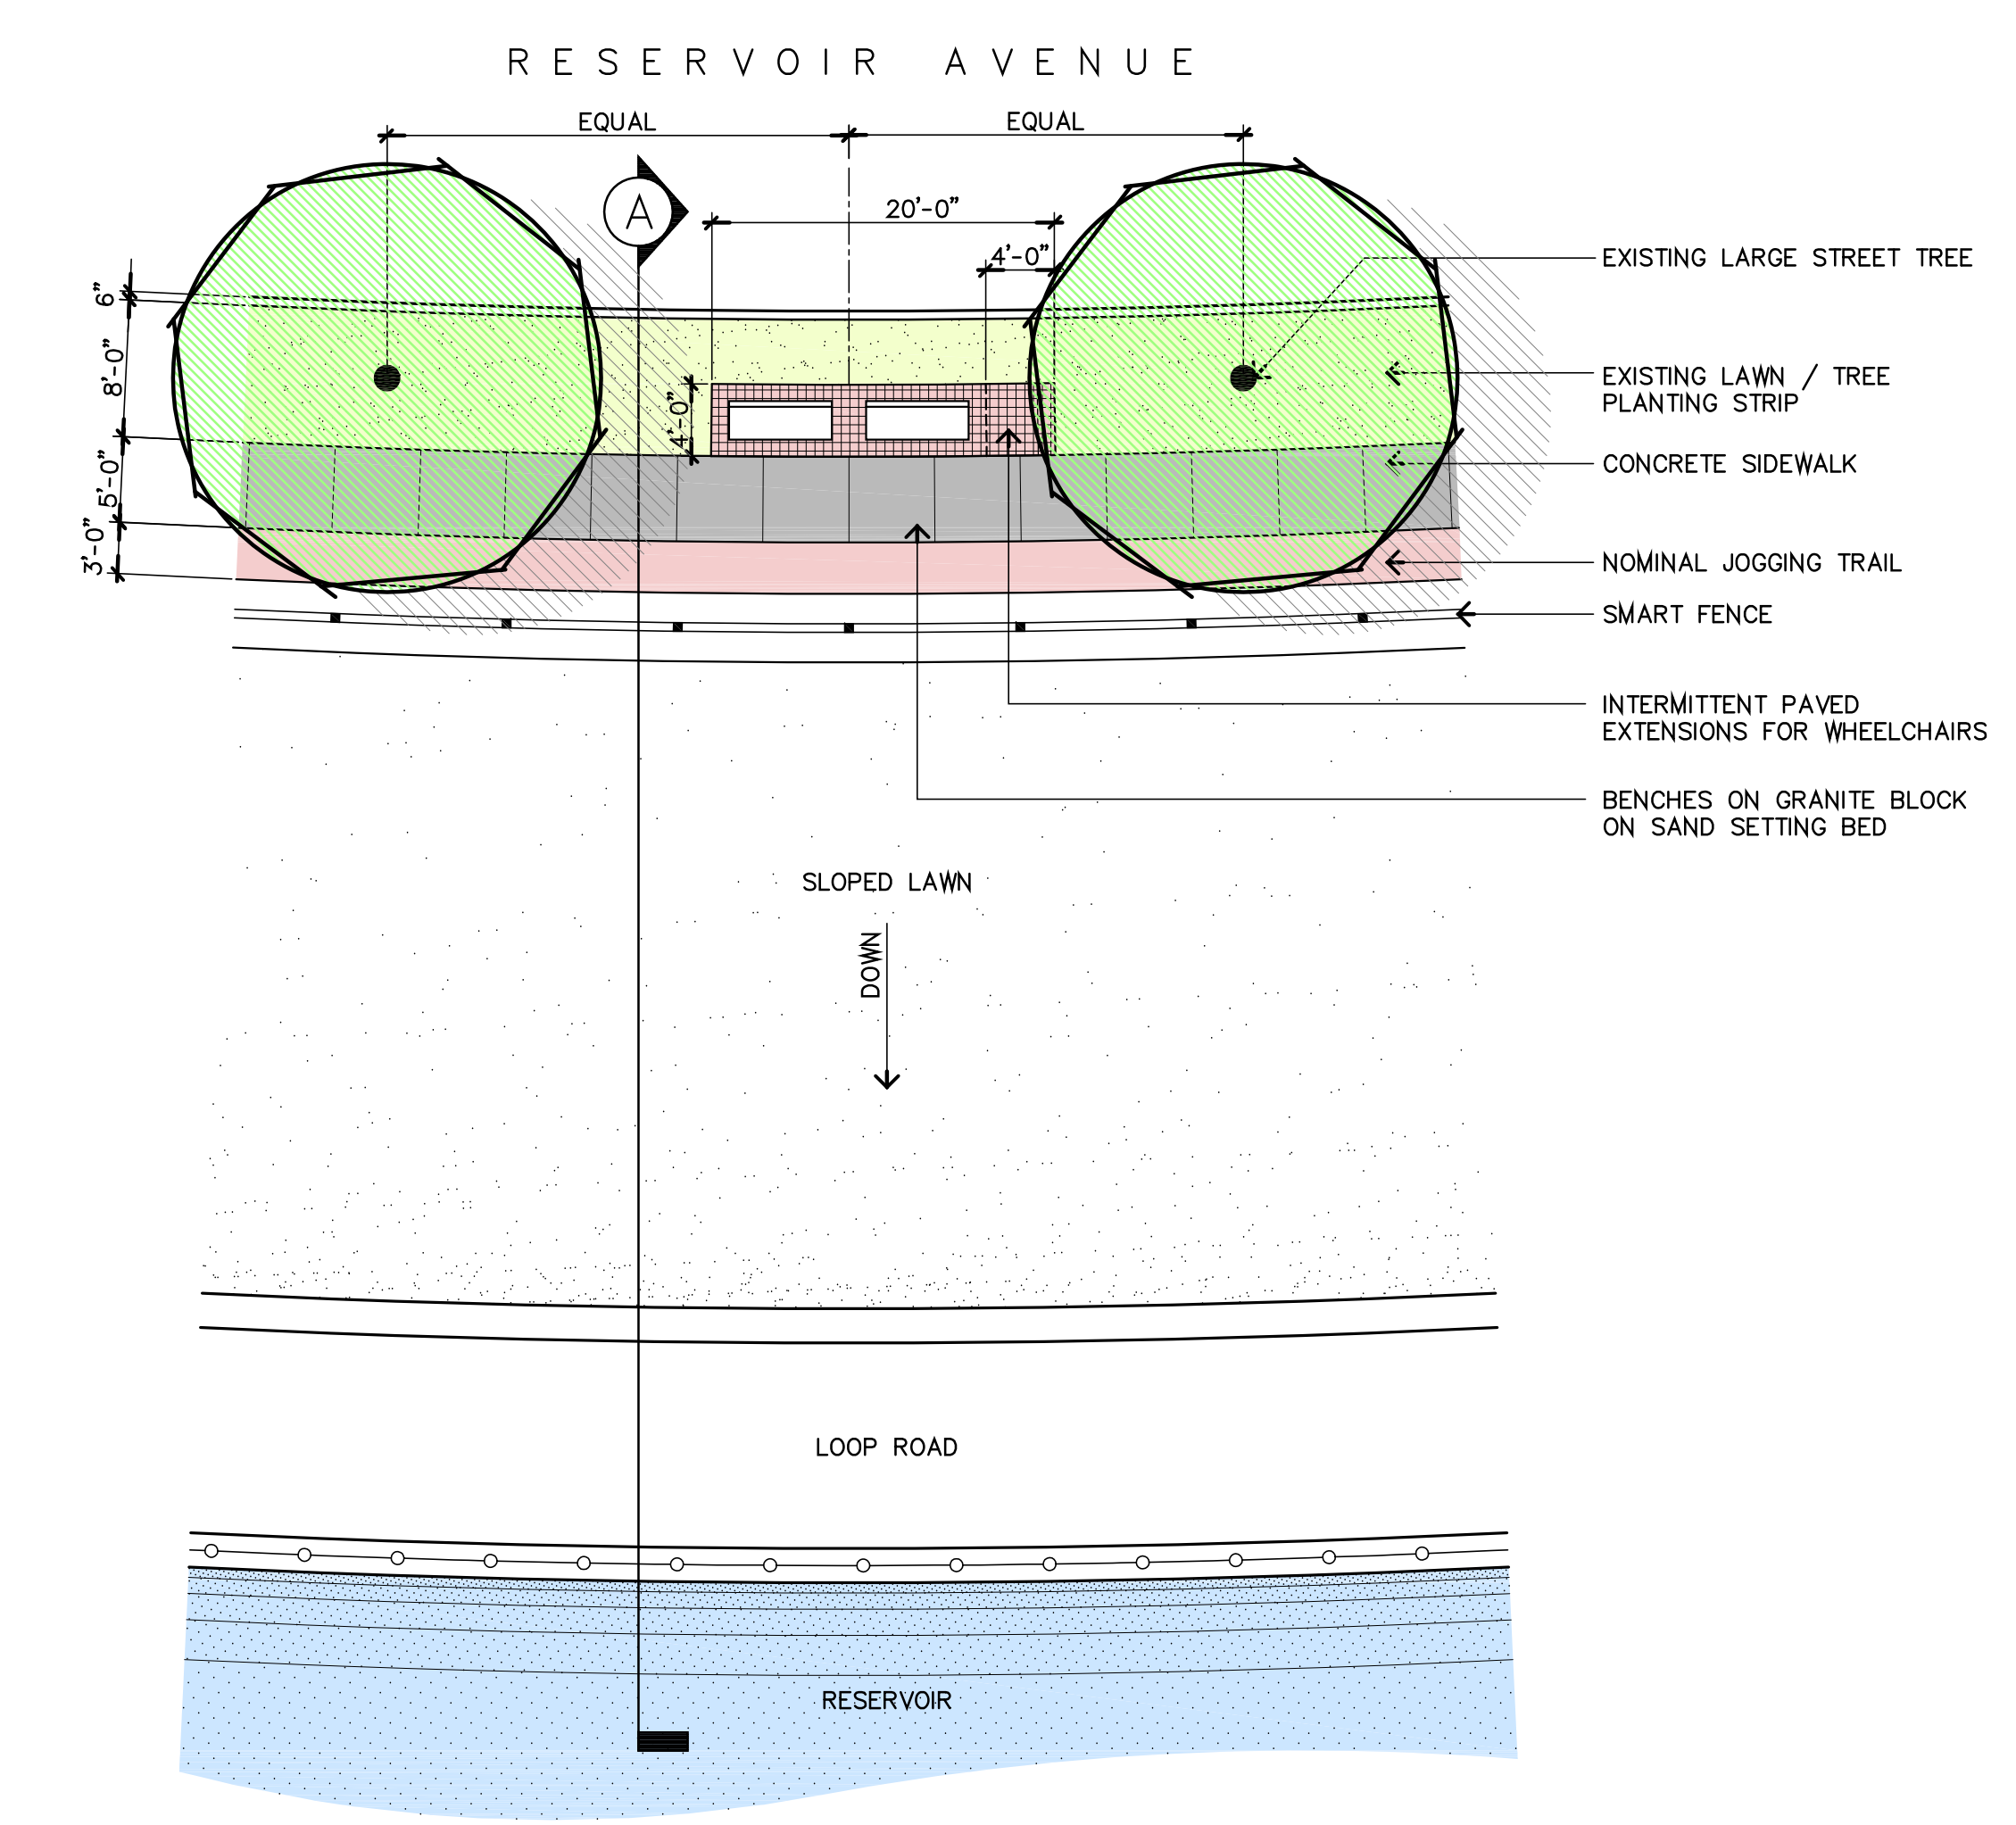 RESERVOIR AVENUE
EQUAL
EQUAL
A
20'-0"
4'-0"
6"
8'-0"
5'-0"
3'-0"
4'-0"
EXISTING LARGE STREET TREE
EXISTING LAWN / TREE
PLANTING STRIP
CONCRETE SIDEWALK
NOMINAL JOGGING TRAIL
SMART FENCE
INTERMITTENT PAVED
EXTENSIONS FOR WHEELCHAIRS
BENCHES ON GRANITE BLOCK
ON SAND SETTING BED
SLOPED LAWN
DOWN
LOOP ROAD
RESERVOIR